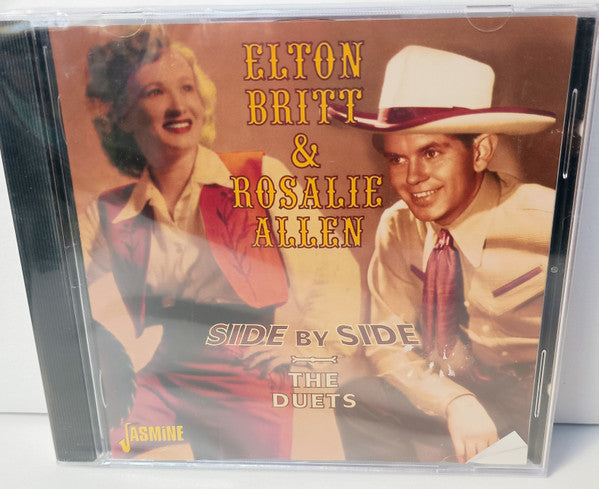 ELTON
BRITT
&
ROSALIE
ALLEN
SIDE BY SIDE
THE
DUETS
JASMINE